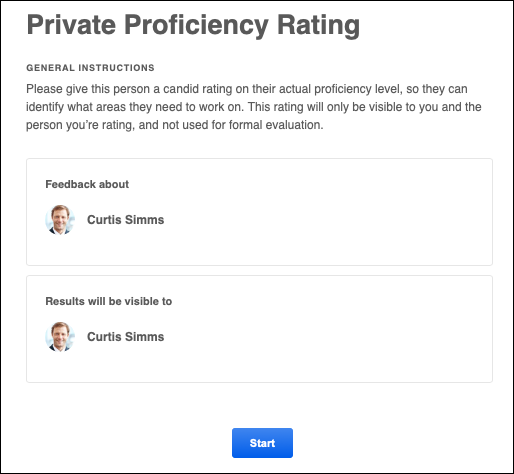 Private Proficiency Rating
GENERAL INSTRUCTIONS
Please give this person a candid rating on their actual proficiency level, so they can
identify what areas they need to work on. This rating will only be visible to you and the
person you’re rating, and not used for formal evaluation.
Feedback about
Curtis Simms
Results will be visible to
Curtis Simms
Start